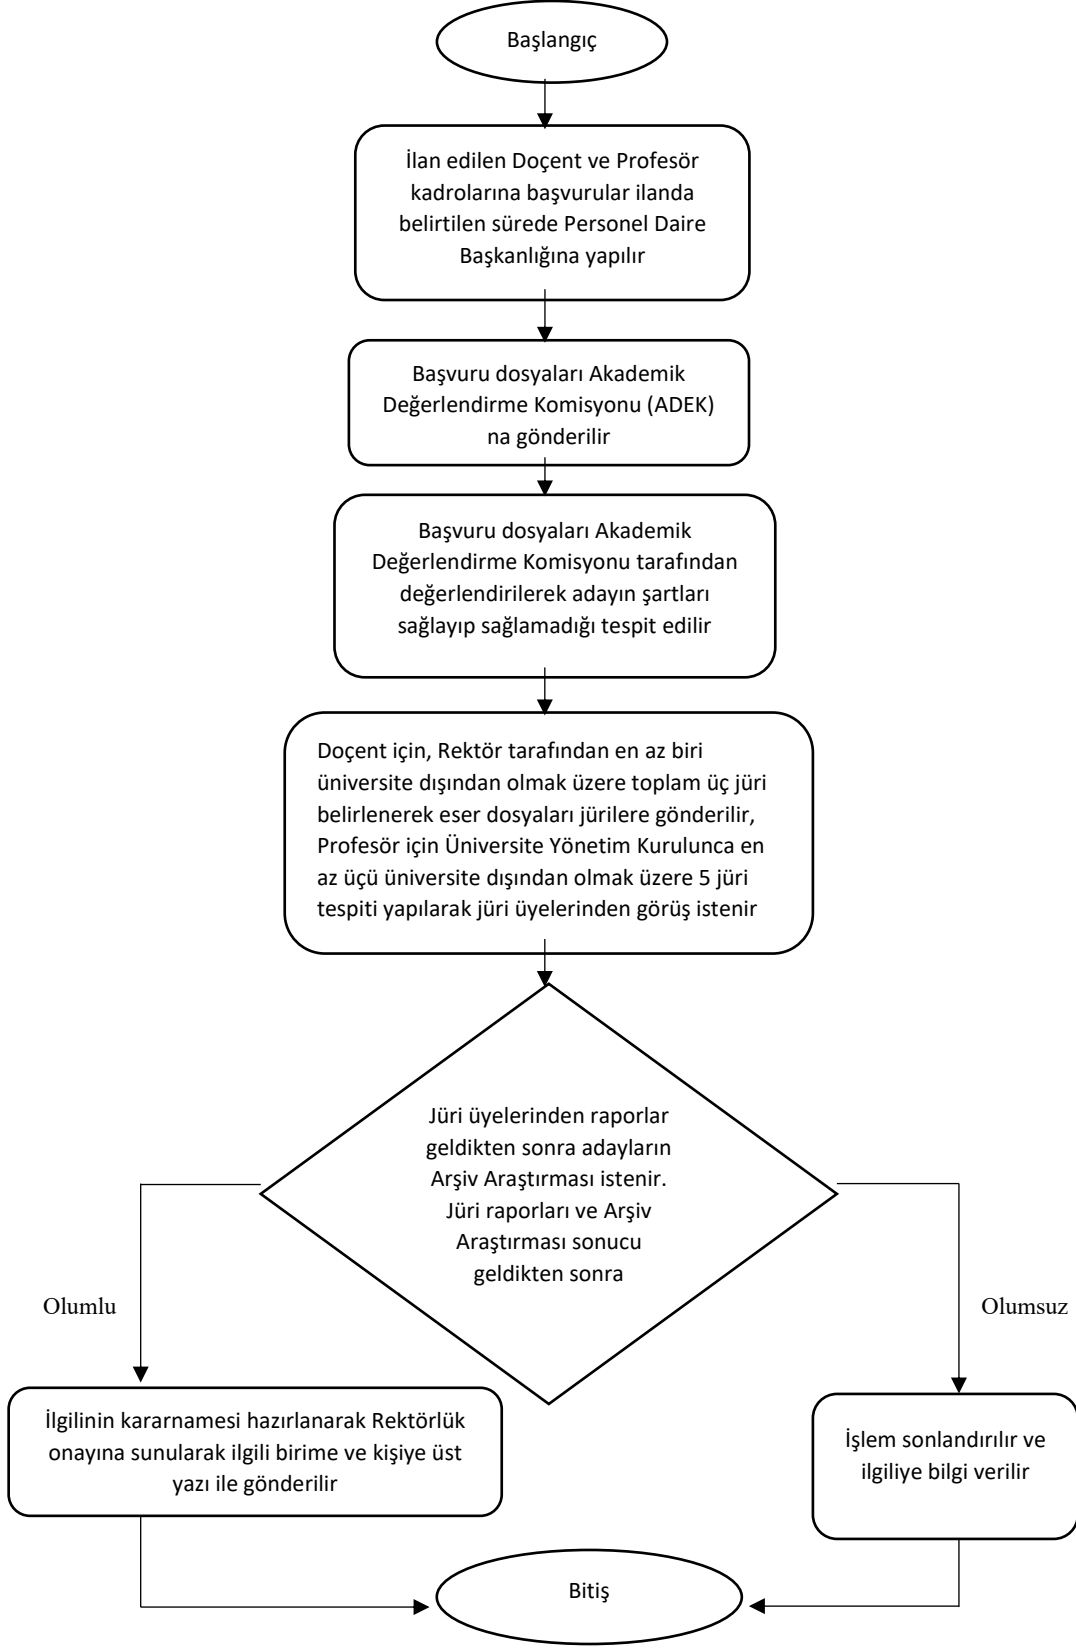 Başlangıç
İlan edilen Doçent ve Profesör
kadrolarına başvurular ilanda
belirtilen sürede Personel Daire
Başkanlığına yapılır
Başvuru dosyaları Akademik
Değerlendirme Komisyonu (ADEK)
na gönderilir
Başvuru dosyaları Akademik
Değerlendirme Komisyonu tarafından
değerlendirilerek adayın şartları
sağlayıp sağlamadığı tespit edilir
Doçent için, Rektör tarafından en az biri
üniversite dışından olmak üzere toplam üç jüri
belirlenerek eser dosyaları jürilere gönderilir,
Profesör için Üniversite Yönetim Kurulunca en
az üçü üniversite dışından olmak üzere 5 jüri
tespiti yapılarak jüri üyelerinden görüş istenir
Jüri üyelerinden raporlar
geldikten sonra adayların
Arşiv Araştırması istenir.
Jüri raporları ve Arşiv
Araştırması sonucu
geldikten sonra
Olumlu
Olumsuz
İlgilinin kararnamesi hazırlanarak Rektörlük
onayına sunularak ilgili birime ve kişiye üst
yazı ile gönderilir
İşlem sonlandırılır ve
ilgiliye bilgi verilir
Bitiş